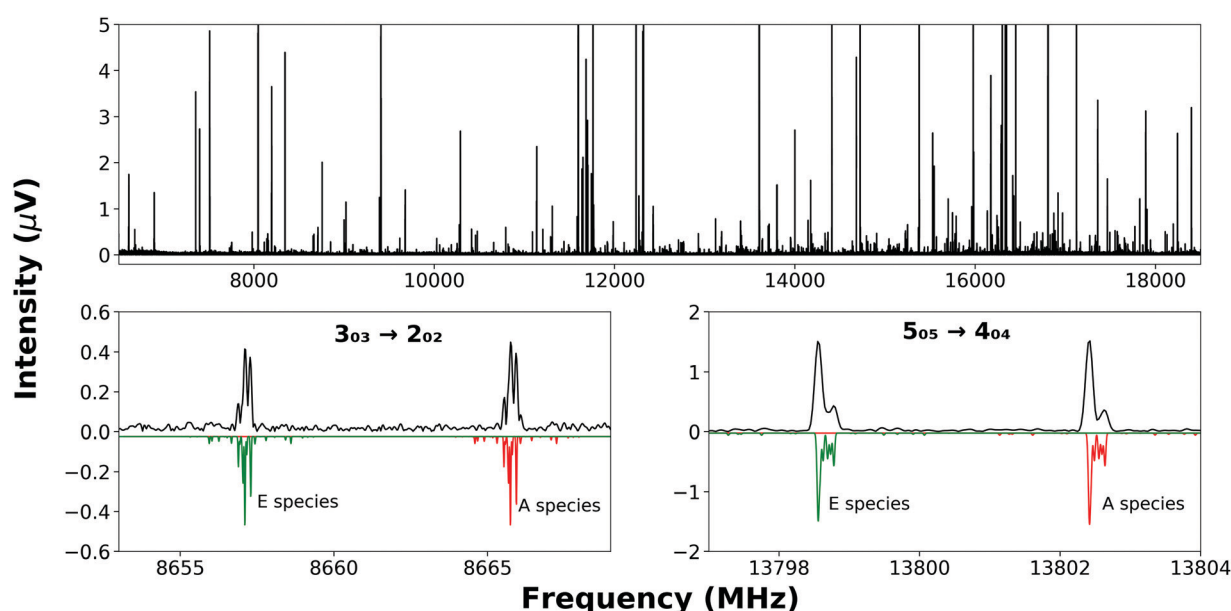 Intensity (μV)
5
4
3
2
1
0
8000 10000 12000 14000 16000 18000
0.6
0.4
0.2
0.0
−0.2
−0.4
−0.6
3₀₃ → 2₀₂
E species
A species
8655 8660 8665
2
1
0
−1
−2
5₀₅ → 4₀₄
E species
A species
13798 13800 13802 13804
Frequency (MHz)